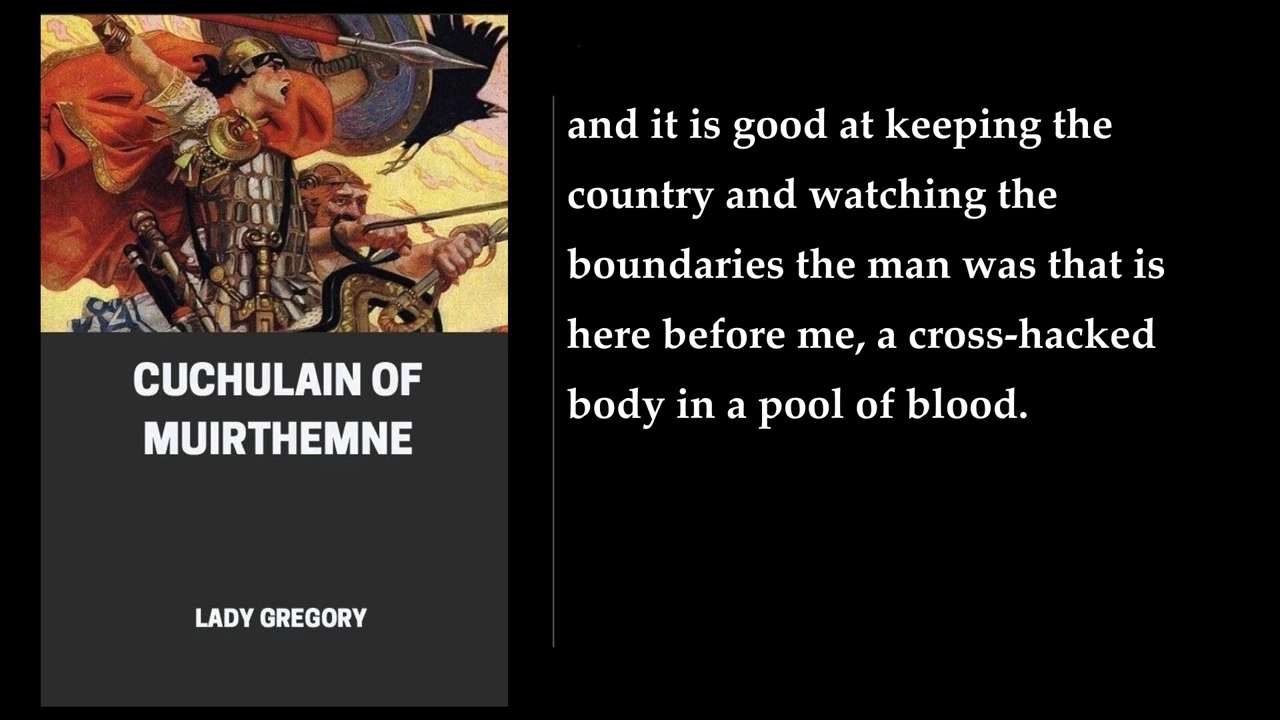 CUCHULAIN OF
MUIRTHEMNE
LADY GREGORY
and it is good at keeping the
country and watching the
boundaries the man was that is
here before me, a cross-hacked
body in a pool of blood.